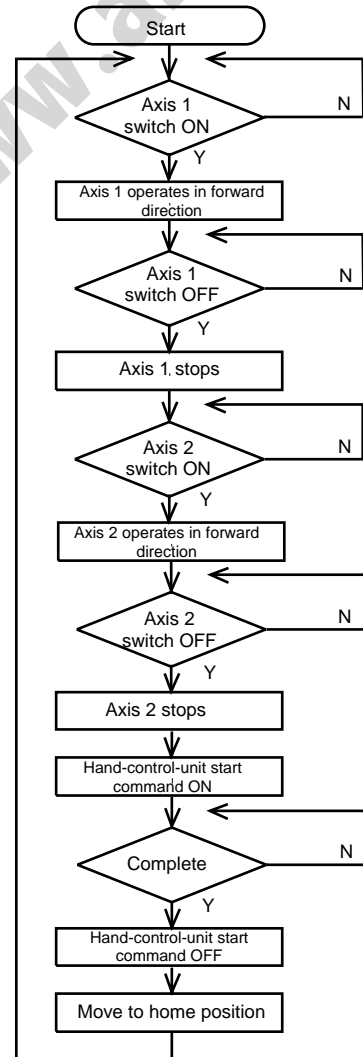 Start
Axis 1
switch ON
N
Y
Axis 1 operates in forward
direction
Axis 1
switch OFF
N
Y
Axis 1 stops
Axis 2
switch ON
N
Y
Axis 2 operates in forward
direction
Axis 2
switch OFF
N
Y
Axis 2 stops
Hand-control-unit start
command ON
Complete
N
Y
Hand-control-unit start
command OFF
Move to home position